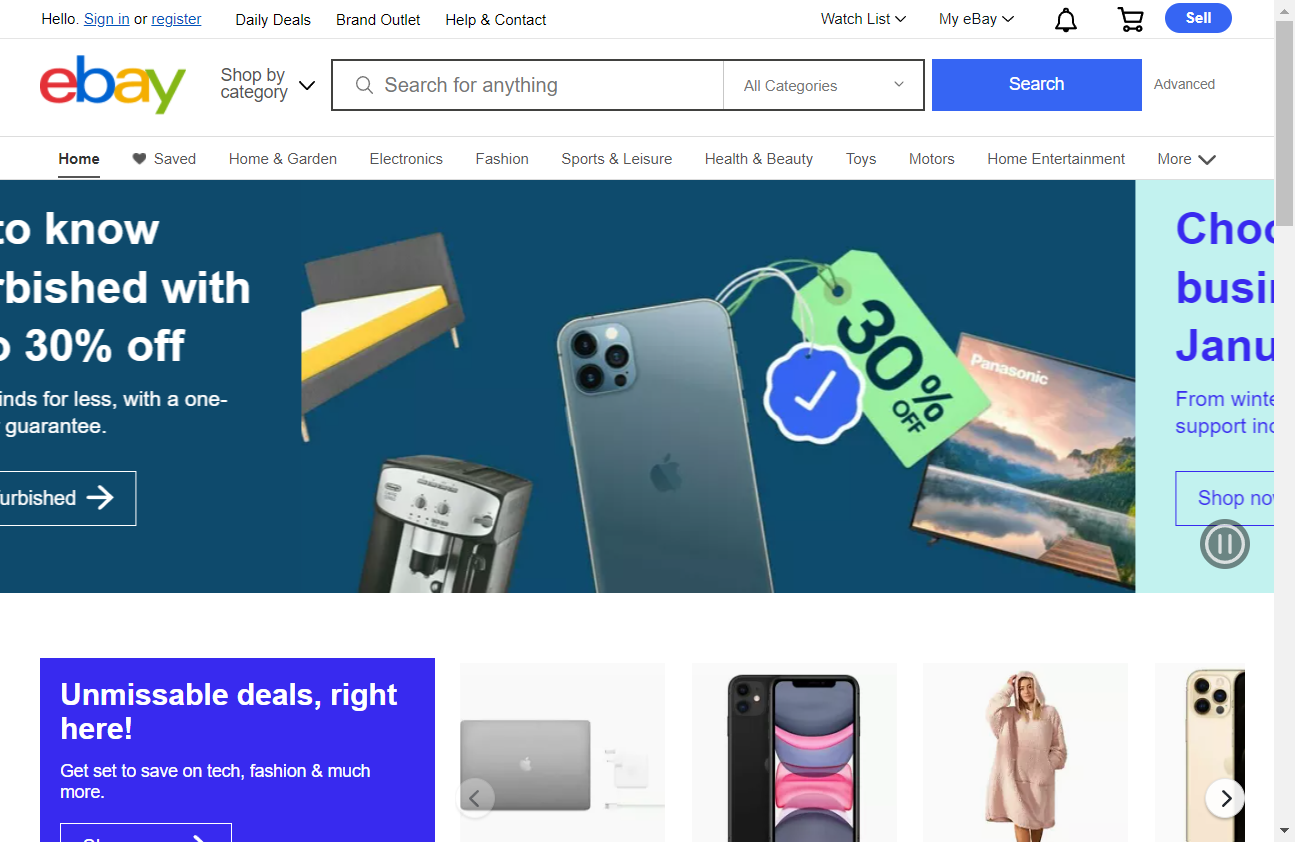 Hello. Sign in or register
Daily Deals
Brand Outlet
Help & Contact
Watch List
My eBay
Sell
ebay
Shop by
category
Search for anything
All Categories
Search
Advanced
Home
Saved
Home & Garden
Electronics
Fashion
Sports & Leisure
Health & Beauty
Toys
Motors
Home Entertainment
More
to know
rbished with
30% off
inds for less, with a one-
guarantee.
urbished
30%
OFF
Panasonic
Choo
busi
Janu
From winte
support inc
Shop now
Unmissable deals, right
here!
Get set to save on tech, fashion & much
more.